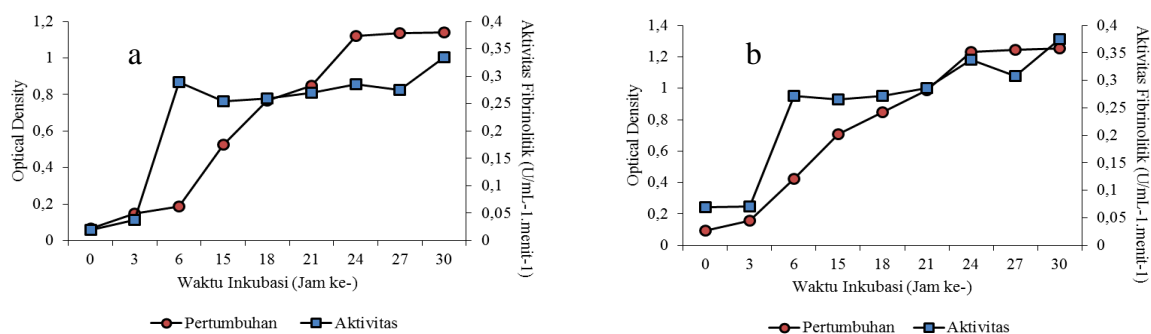 a
Optical Density
1,2
1
0,8
0,6
0,4
0,2
0
0,4
0,35
0,3
0,25
0,2
0,15
0,1
0,05
0
Aktivitas Fibrinolitik (U/mL-1.menit-1)
0 3 6 15 18 21 24 27 30
Waktu Inkubasi (Jam ke-)
Pertumbuhan Aktivitas
b
Optical Density
1,4
1,2
1
0,8
0,6
0,4
0,2
0
0,4
0,35
0,3
0,25
0,2
0,15
0,1
0,05
0
Aktivitas Fibrinolitik (U/mL-1.menit-1)
0 3 6 15 18 21 24 27 30
Waktu Inkubasi (Jam ke-)
Pertumbuhan Aktivitas